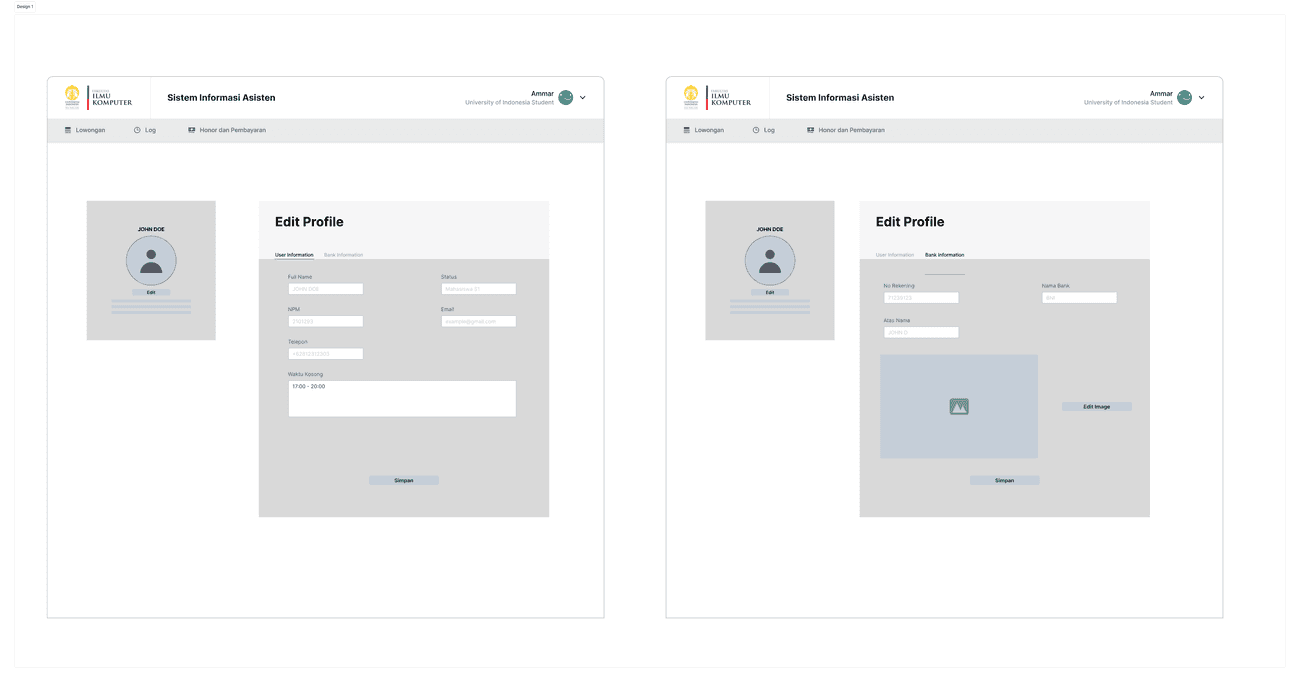 Design 1
FAKULTAS
ILMU
KOMPUTER
Sistem Informasi Asisten
Ammar
University of Indonesia Student
Lowongan
Log
Honor dan Pembayaran
JOHN DOE
Edit
Edit Profile
User Information
Bank Information
Full Name
JOHN DOE
Status
Mahasiswa S1
NPM
Email
example@gmail.com
Telepon
Waktu Kosong
17:00 - 20:00
Simpan
FAKULTAS
ILMU
KOMPUTER
Sistem Informasi Asisten
Ammar
University of Indonesia Student
Lowongan
Log
Honor dan Pembayaran
JOHN DOE
Edit
Edit Profile
User Information
Bank Information
No Rekening
Nama Bank
Atas Nama
JOHN D
Edit Image
Simpan